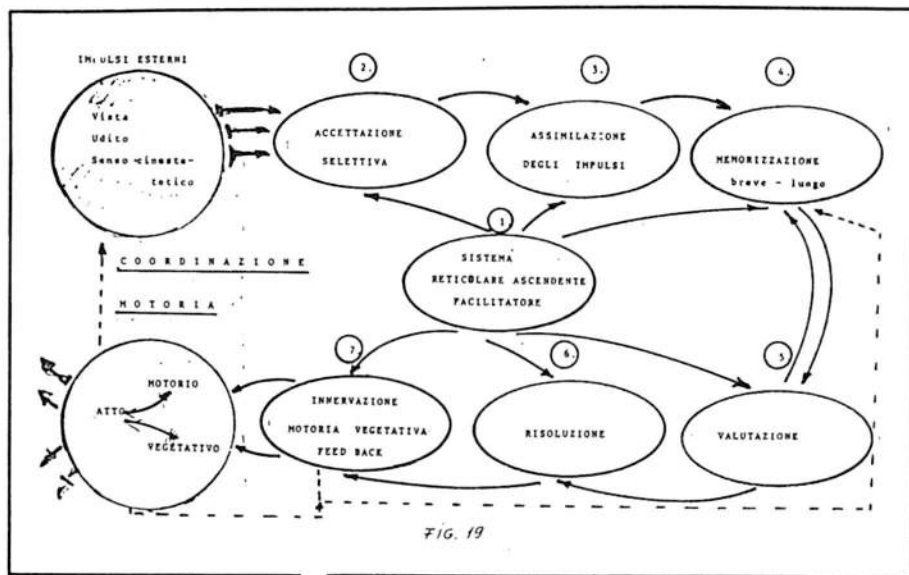 IMPULSI ESTERNI
Vista
Udito
Senso cineste-
tetico
2.
ACCETTAZIONE
SELETTIVA
3.
ASSIMILAZIONE
DEGLI IMPULSI
4.
MEMORIZZAZIONE
breve - lungo
1.
SISTEMA
RETICOLARE ASCENDENTE
FACILITATORE
COORDINAZIONE
MOTORIA
MOTORIO
ATTO
VEGETATIVO
7.
INNERVAZIONE
MOTORIA VEGETATIVA
FEED BACK
6.
RISOLUZIONE
5
VALUTAZIONE
FIG. 19